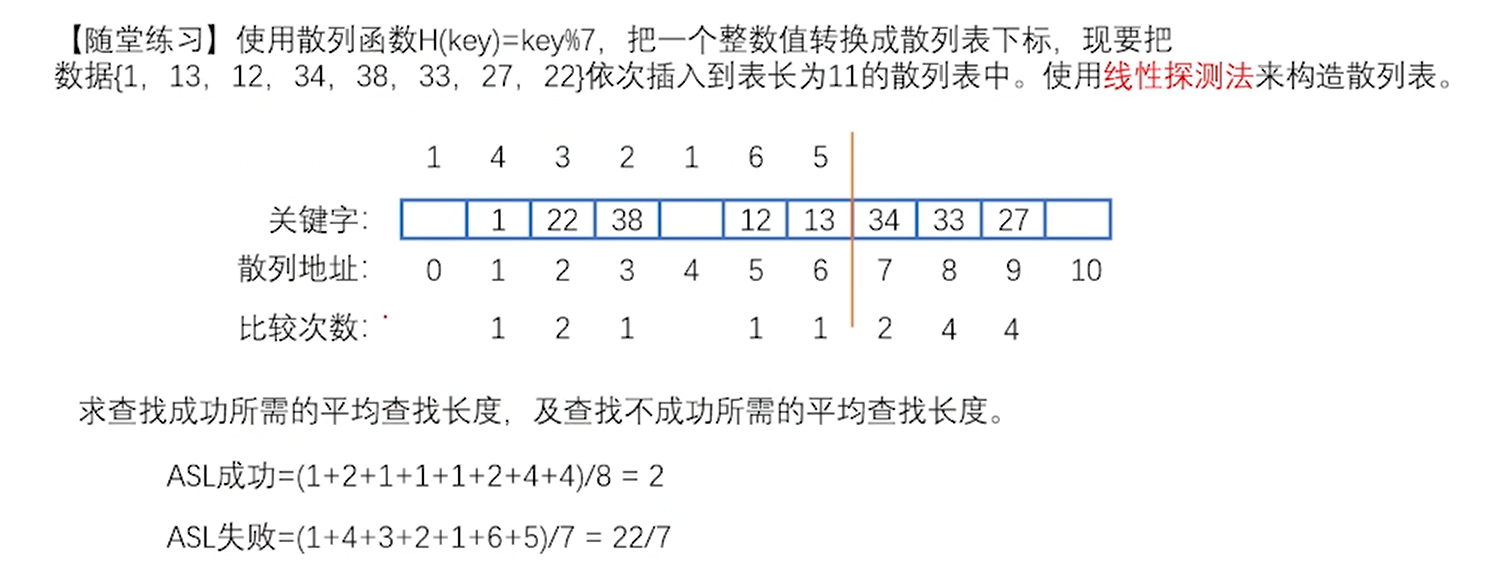 【随堂练习】使用散列函数H(key)=key%7，把一个整数值转换成散列表下标，现要把
数据{1，13，12，34，38，33，27，22}依次插入到表长为11的散列表中。使用线性探测法来构造散列表。
1 4 3 2 1 6 5
关键字： 1 22 38 12 13 34 33 27
散列地址： 0 1 2 3 4 5 6 7 8 9 10
比较次数： 1 2 1 1 1 2 4 4
求查找成功所需的平均查找长度，及查找不成功所需的平均查找长度。
ASL成功=(1+2+1+1+1+2+4+4)/8 = 2
ASL失败=(1+4+3+2+1+6+5)/7 = 22/7